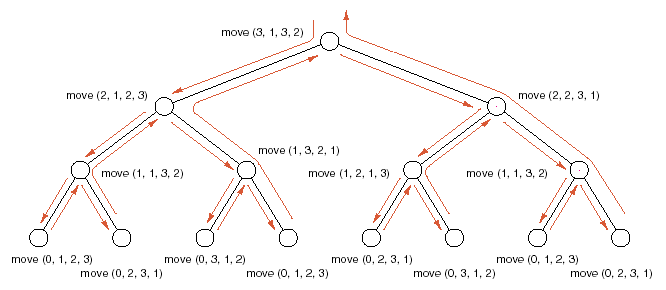 move (3, 1, 3, 2)
move (2, 1, 2, 3)
move (2, 2, 3, 1)
move (1, 1, 3, 2)
move (1, 3, 2, 1)
move (1, 2, 1, 3)
move (1, 1, 3, 2)
move (0, 1, 2, 3)
move (0, 2, 3, 1)
move (0, 3, 1, 2)
move (0, 1, 2, 3)
move (0, 2, 3, 1)
move (0, 3, 1, 2)
move (0, 1, 2, 3)
move (0, 2, 3, 1)